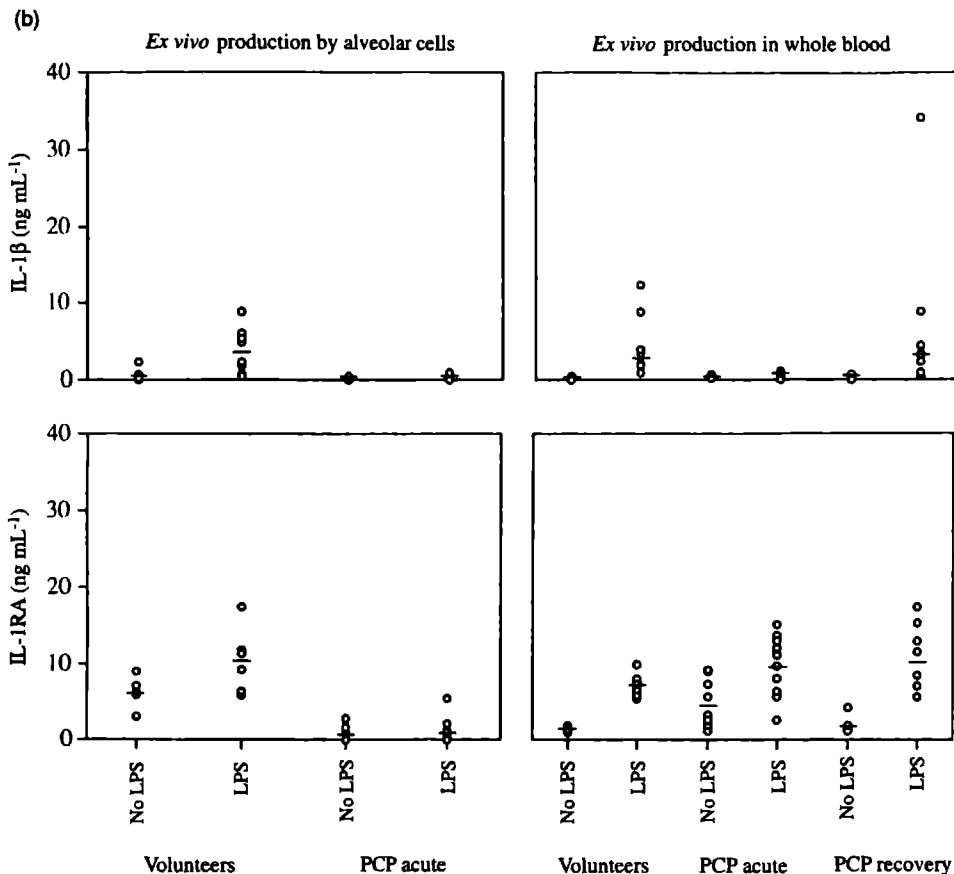 (b)
Ex vivo production by alveolar cells
Ex vivo production in whole blood
IL-1β (ng mL⁻¹)
40
30
20
10
0
IL-1RA (ng mL⁻¹)
40
30
20
10
0
No LPS
LPS
No LPS
LPS
No LPS
LPS
No LPS
LPS
No LPS
LPS
Volunteers
PCP acute
Volunteers
PCP acute
PCP recovery